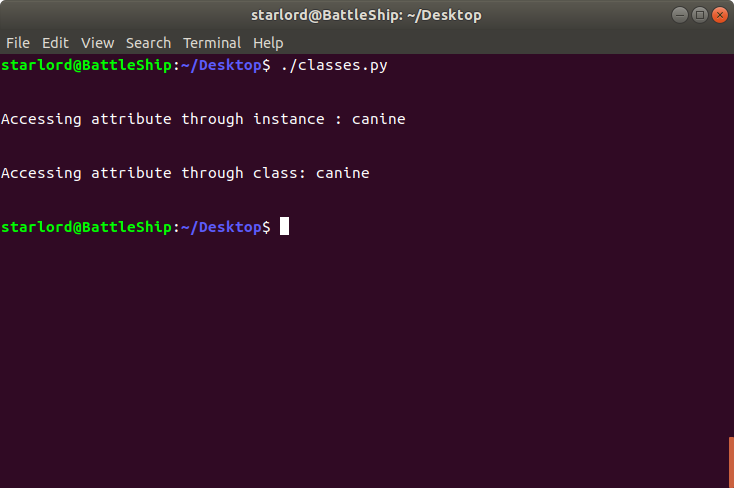 starlord@BattleShip: ~/Desktop
File Edit View Search Terminal Help
starlord@BattleShip:~/Desktop$ ./classes.py
Accessing attribute through instance : canine
Accessing attribute through class: canine
starlord@BattleShip:~/Desktop$